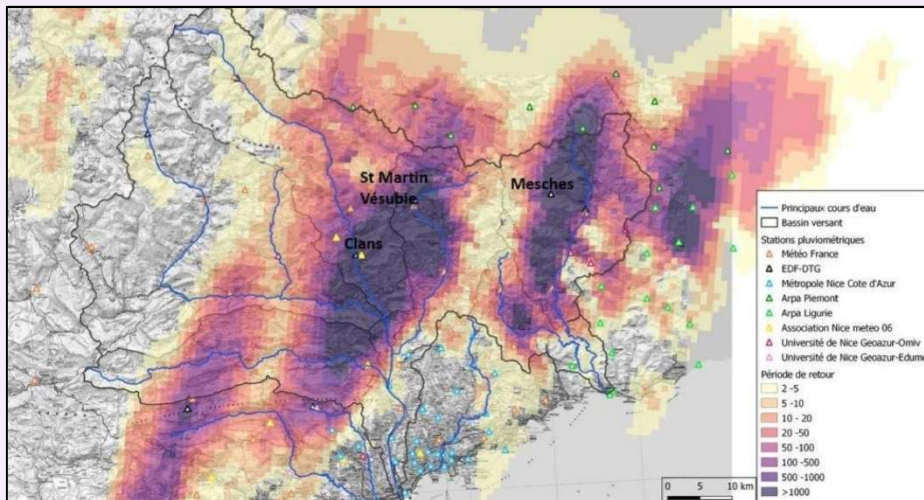 St Martin
Vésubie
Mesches
Clans
Principaux cours d'eau
Bassin versant
Stations pluviométriques
Météo France
EDF-DTG
Métropole Nice Cote d'Azur
Arpa Piemont
Arpa Ligurie
Association Nice meteo 06
Université de Nice Geoazur-Omiv
Université de Nice Geoazur-Edume
Période de retour
2 -5
5 -10
10 - 20
20 -50
50 -100
100 -500
500 -1000
>1000
0 5 10 km